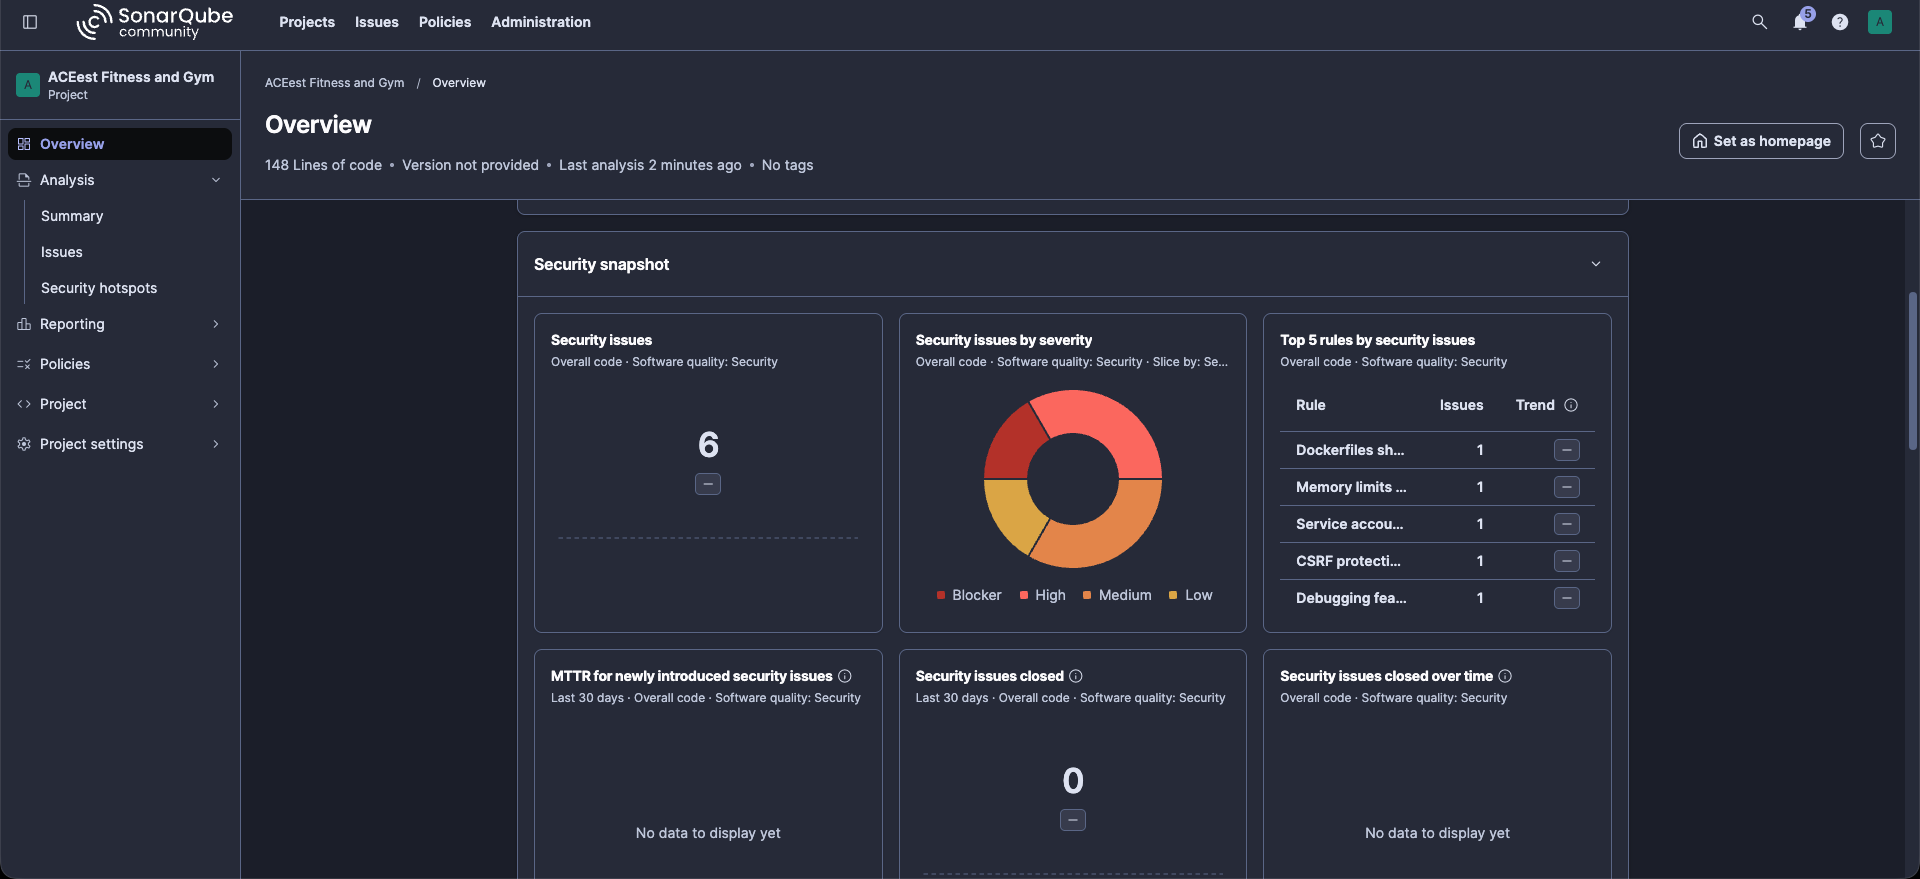 SonarQube
community
Projects Issues Policies Administration
5
?
A
A
ACEest Fitness and Gym
Project
Overview
Analysis
Summary
Issues
Security hotspots
Reporting
Policies
Project
Project settings
ACEest Fitness and Gym / Overview
Overview
148 Lines of code • Version not provided • Last analysis 2 minutes ago • No tags
Set as homepage
Security snapshot
Security issues
Overall code · Software quality: Security
6
Security issues by severity
Overall code · Software quality: Security · Slice by: Se...
Blocker High Medium Low
Top 5 rules by security issues
Overall code · Software quality: Security
Rule Issues Trend
Dockerfiles sh... 1
Memory limits ... 1
Service accou... 1
CSRF protecti... 1
Debugging fea... 1
MTTR for newly introduced security issues
Last 30 days · Overall code · Software quality: Security
No data to display yet
Security issues closed
Last 30 days · Overall code · Software quality: Security
0
Security issues closed over time
Overall code · Software quality: Security
No data to display yet